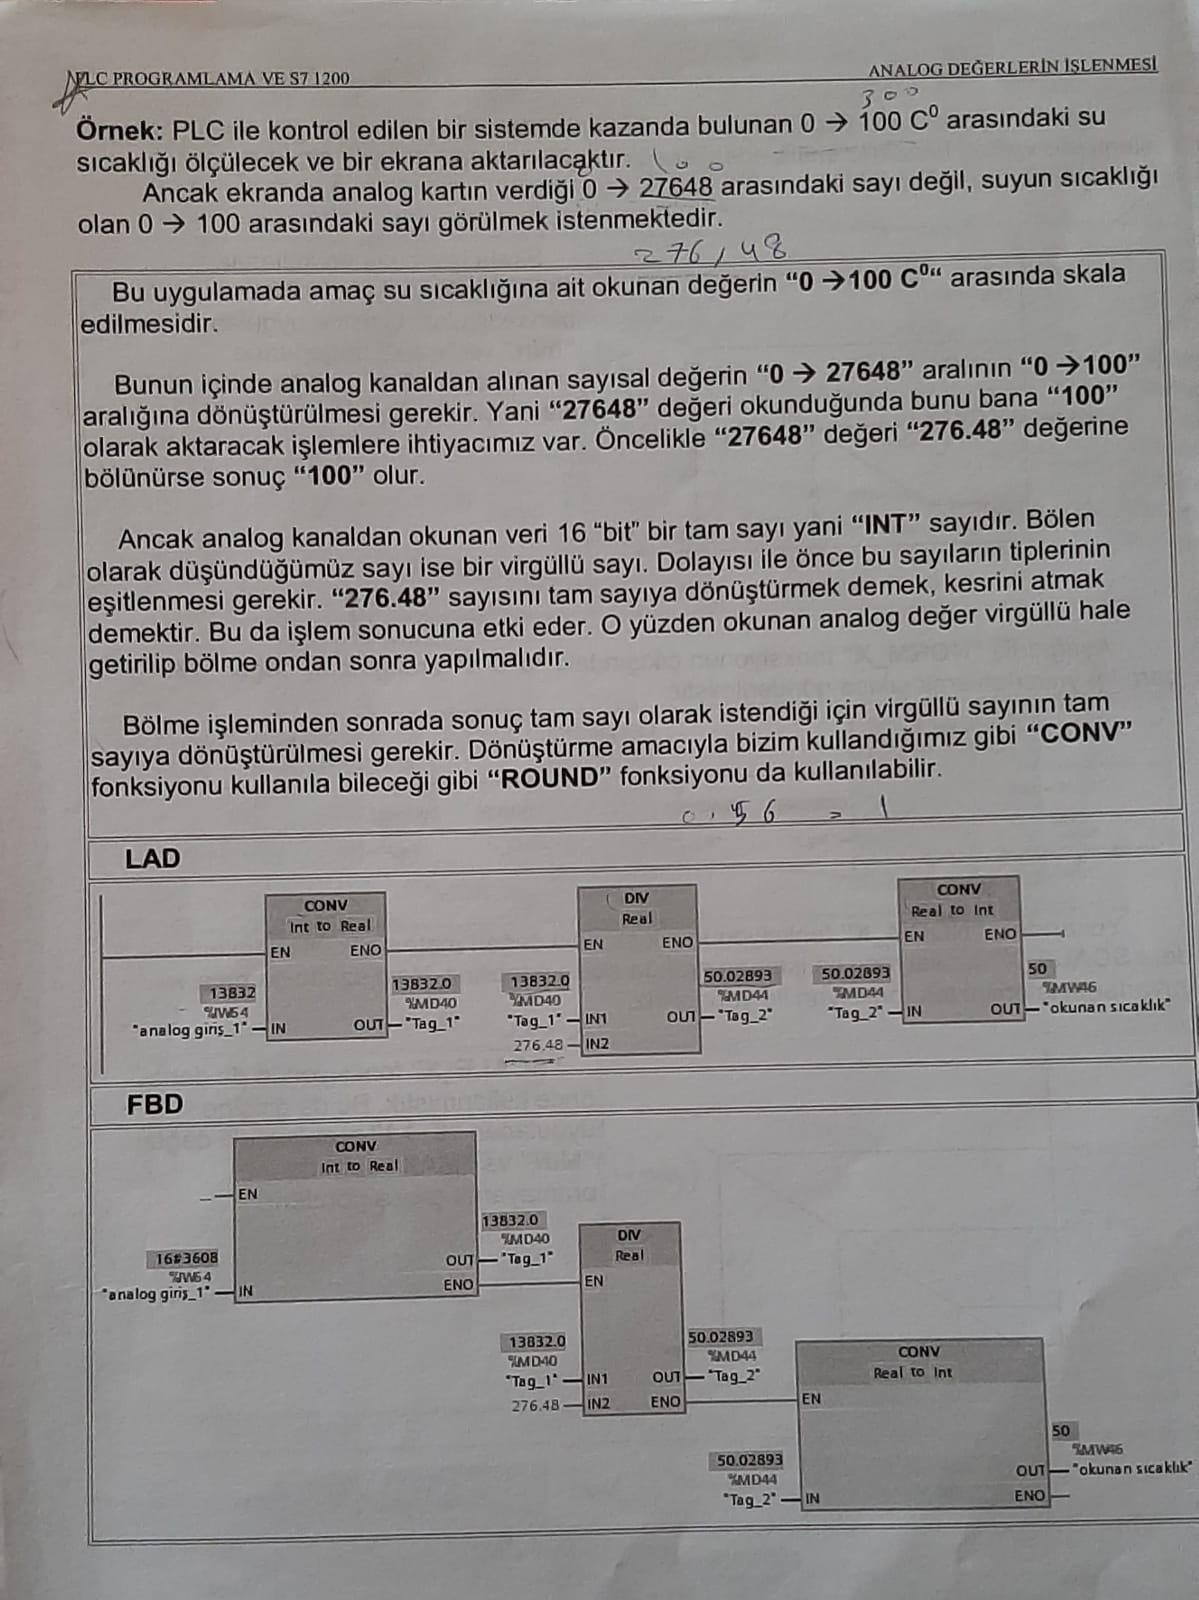 PLC PROGRAMLAMA VE S7 1200
ANALOG DEĞERLERİN İŞLENMESİ
300
Örnek: PLC ile kontrol edilen bir sistemde kazanda bulunan 0 → 100 C⁰ arasındaki su
sıcaklığı ölçülecek ve bir ekrana aktarılacaktır.
100
Ancak ekranda analog kartın verdiği 0 → 27648 arasındaki sayı değil, suyun sıcaklığı
olan 0 → 100 arasındaki sayı görülmek istenmektedir.
276,48
Bu uygulamada amaç su sıcaklığına ait okunan değerin “0 →100 C⁰“ arasında skala
edilmesidir.
Bunun içinde analog kanaldan alınan sayısal değerin “0 → 27648” aralının “0 →100”
aralığına dönüştürülmesi gerekir. Yani “27648” değeri okunduğunda bunu bana “100”
olarak aktaracak işlemlere ihtiyacımız var. Öncelikle “27648” değeri “276.48” değerine
bölünürse sonuç “100” olur.
Ancak analog kanaldan okunan veri 16 “bit” bir tam sayı yani “INT” sayıdır. Bölen
olarak düşündüğümüz sayı ise bir virgüllü sayı. Dolayısı ile önce bu sayıların tiplerinin
eşitlenmesi gerekir. “276.48” sayısını tam sayıya dönüştürmek demek, kesrini atmak
demektir. Bu da işlem sonucuna etki eder. O yüzden okunan analog değer virgüllü hale
getirilip bölme ondan sonra yapılmalıdır.
Bölme işleminden sonrada sonuç tam sayı olarak istendiği için virgüllü sayının tam
sayıya dönüştürülmesi gerekir. Dönüştürme amacıyla bizim kullandığımız gibi “CONV”
fonksiyonu kullanıla bileceği gibi “ROUND” fonksiyonu da kullanılabilir.
0.56 = 1
LAD
CONV
Int to Real
EN ENO
13832
%IW64
"analog giriş_1" IN
13832.0
%MD40
OUT "Tag_1"
DIV
Real
EN ENO
13832.0
%MD40
"Tag_1" IN1
276.48 IN2
50.02893
%MD44
OUT "Tag_2"
CONV
Real to Int
EN ENO
50.02893
%MD44
"Tag_2" IN
50
%MW46
OUT "okunan sıcaklık"
FBD
CONV
Int to Real
EN
16#3608
%IW64
"analog giriş_1" IN
13832.0
%MD40
OUT "Tag_1"
ENO
DIV
Real
EN
13832.0
%MD40
"Tag_1" IN1
276.48 IN2
50.02893
%MD44
OUT "Tag_2"
ENO
CONV
Real to Int
EN
50.02893
%MD44
"Tag_2" IN
50
%MW46
OUT "okunan sıcaklık"
ENO